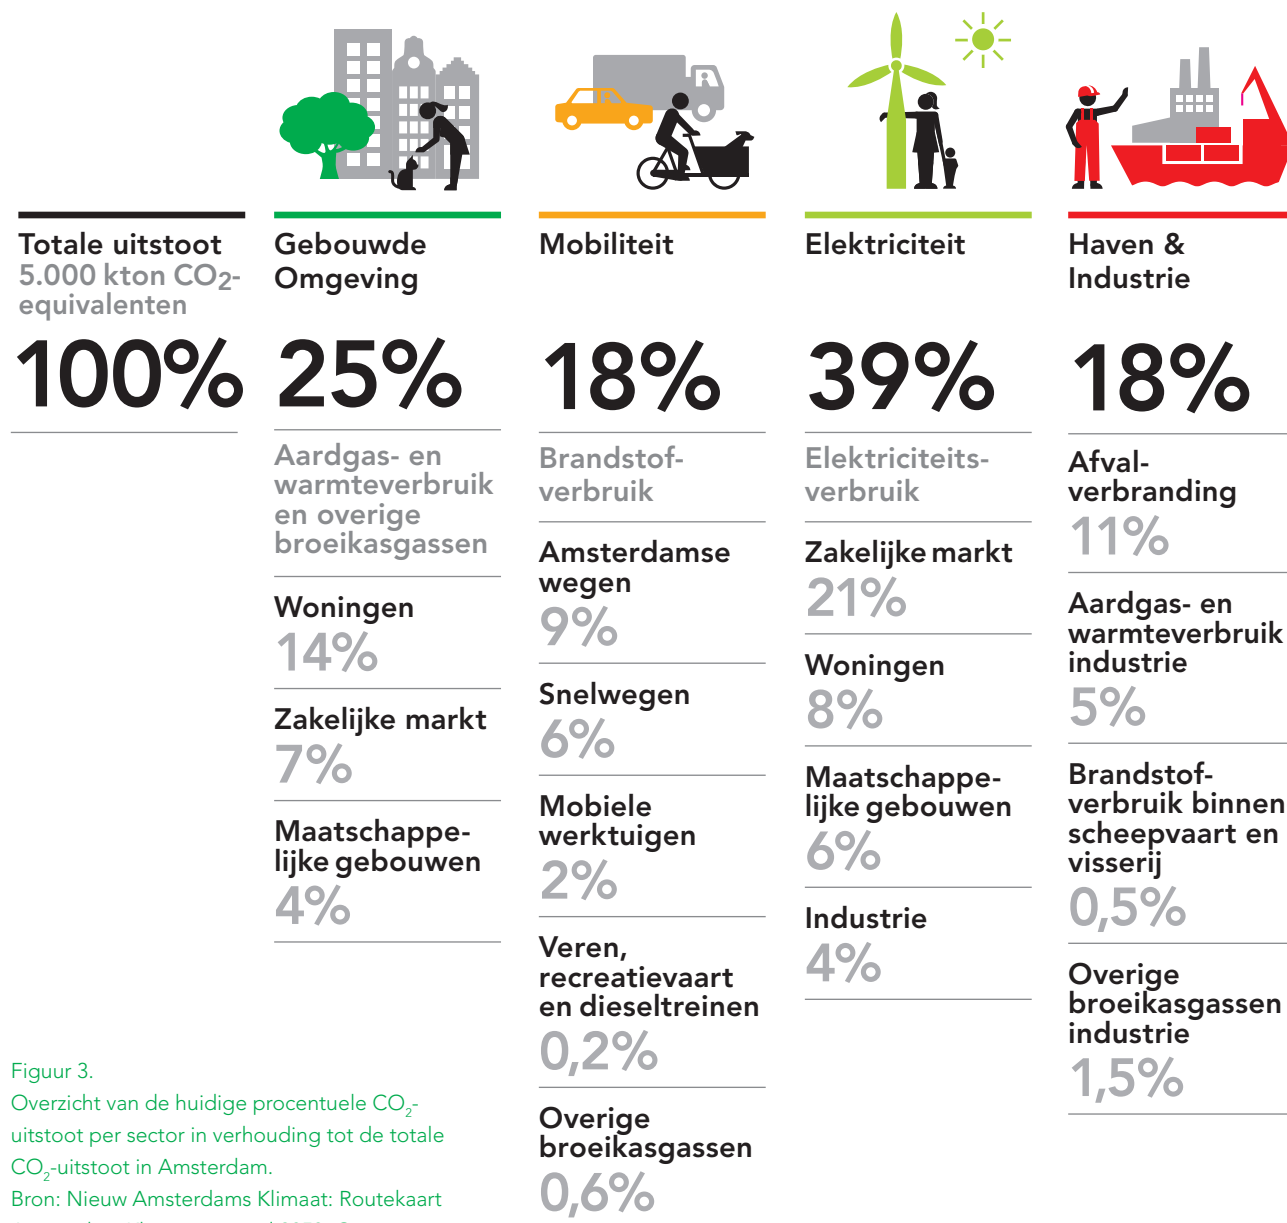 Totale uitstoot
5.000 kton CO2-
equivalenten
100%
Gebouwde
Omgeving
25%
Aardgas- en
warmteverbruik
en overige
broeikasgassen
Woningen
14%
Zakelijke markt
7%
Maatschappe-
lijke gebouwen
4%
Mobiliteit
18%
Brandstof-
verbruik
Amsterdamse
wegen
9%
Snelwegen
6%
Mobiele
werktuigen
2%
Veren,
recreatievaart
en dieseltreinen
0,2%
Overige
broeikasgassen
0,6%
Elektriciteit
39%
Elektriciteits-
verbruik
Zakelijke markt
21%
Woningen
8%
Maatschappe-
lijke gebouwen
6%
Industrie
4%
Haven &
Industrie
18%
Afval-
verbranding
11%
Aardgas- en
warmteverbruik
industrie
5%
Brandstof-
verbruik binnen
scheepvaart en
visserij
0,5%
Overige
broeikasgassen
industrie
1,5%
Figuur 3.
Overzicht van de huidige procentuele CO2-
uitstoot per sector in verhouding tot de totale
CO2-uitstoot in Amsterdam.
Bron: Nieuw Amsterdams Klimaat: Routekaart